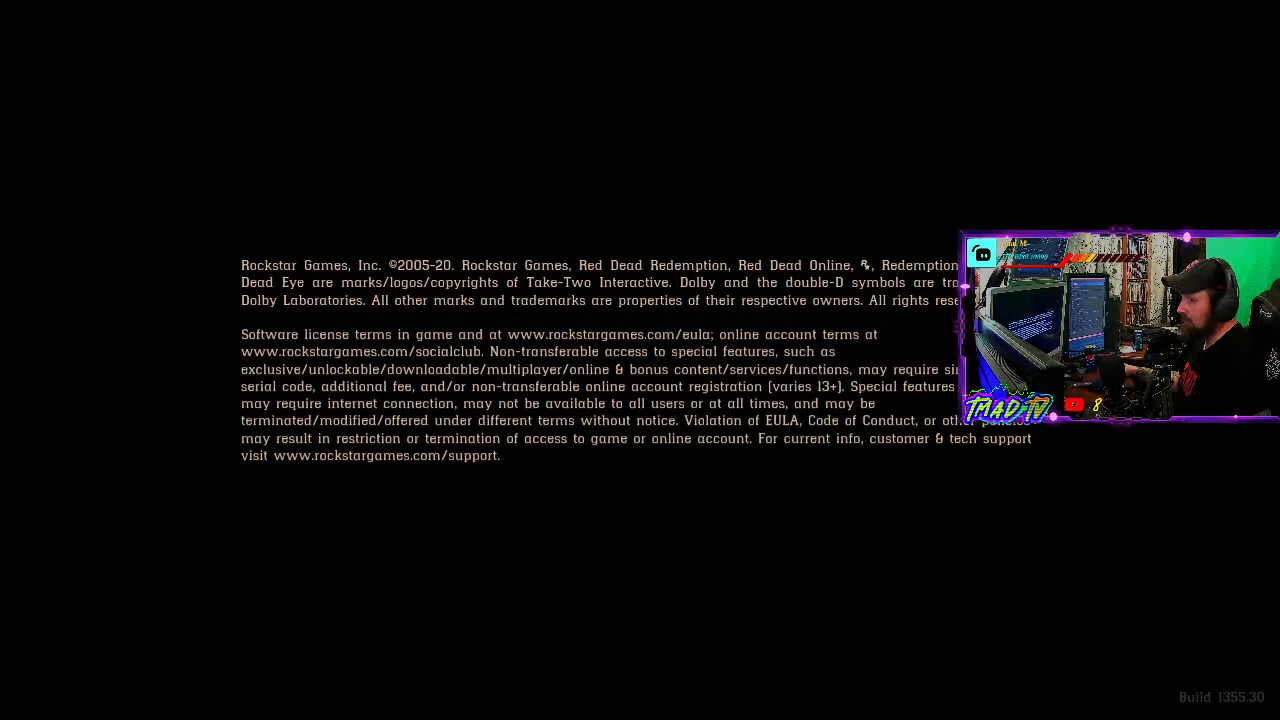 Rockstar Games, Inc. ©2005-20. Rockstar Games, Red Dead Redemption, Red Dead Online, Redemption
Dead Eye are marks/logos/copyrights of Take-Two Interactive. Dolby and the double-D symbols are
Dolby Laboratories. All other marks and trademarks are properties of their respective owners. All rights
Software license terms in game and at www.rockstargames.com/eula; online account terms at
www.rockstargames.com/socialclub. Non-transferable access to special features, such as
exclusive/unlockable/downloadable/multiplayer/online & bonus content/services/functions, may require
serial code, additional fee, and/or non-transferable online account registration (varies 13+). Special features
may require internet connection, may not be available to all users or at all times, and may be
terminated/modified/offered under different terms without notice. Violation of EULA, Code of Conduct, or
may result in restriction or termination of access to game or online account. For current info, customer & tech support
visit www.rockstargames.com/support.
TMAD-TV
8
Build 1355.30